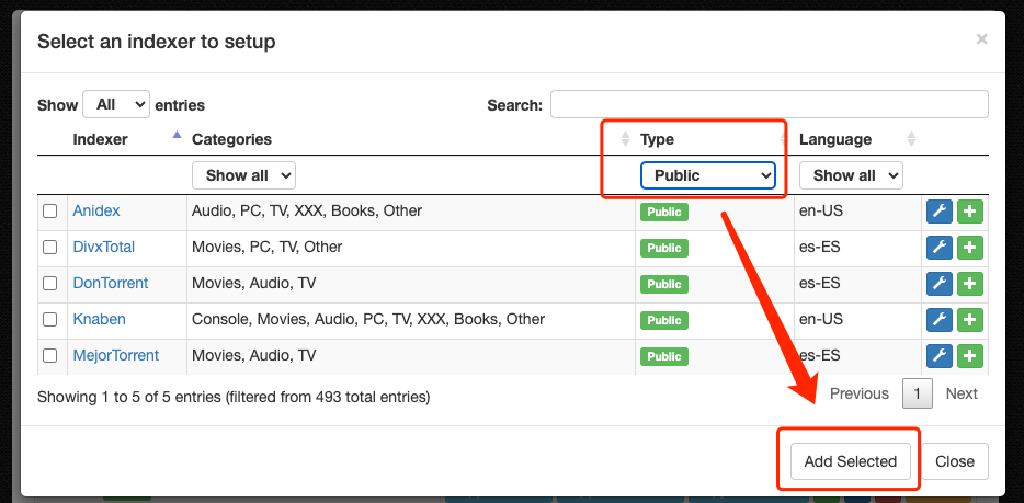 Select an indexer to setup ×
Show All entries Search:
Indexer Categories Type Language
Show all Public Show all
Anidex Audio, PC, TV, XXX, Books, Other Public en-US
DivxTotal Movies, PC, TV, Other Public es-ES
DonTorrent Movies, Audio, TV Public es-ES
Knaben Console, Movies, Audio, PC, TV, XXX, Books, Other Public en-US
MejorTorrent Movies, Audio, TV Public es-ES
Showing 1 to 5 of 5 entries (filtered from 493 total entries) Previous 1 Next
Add Selected Close